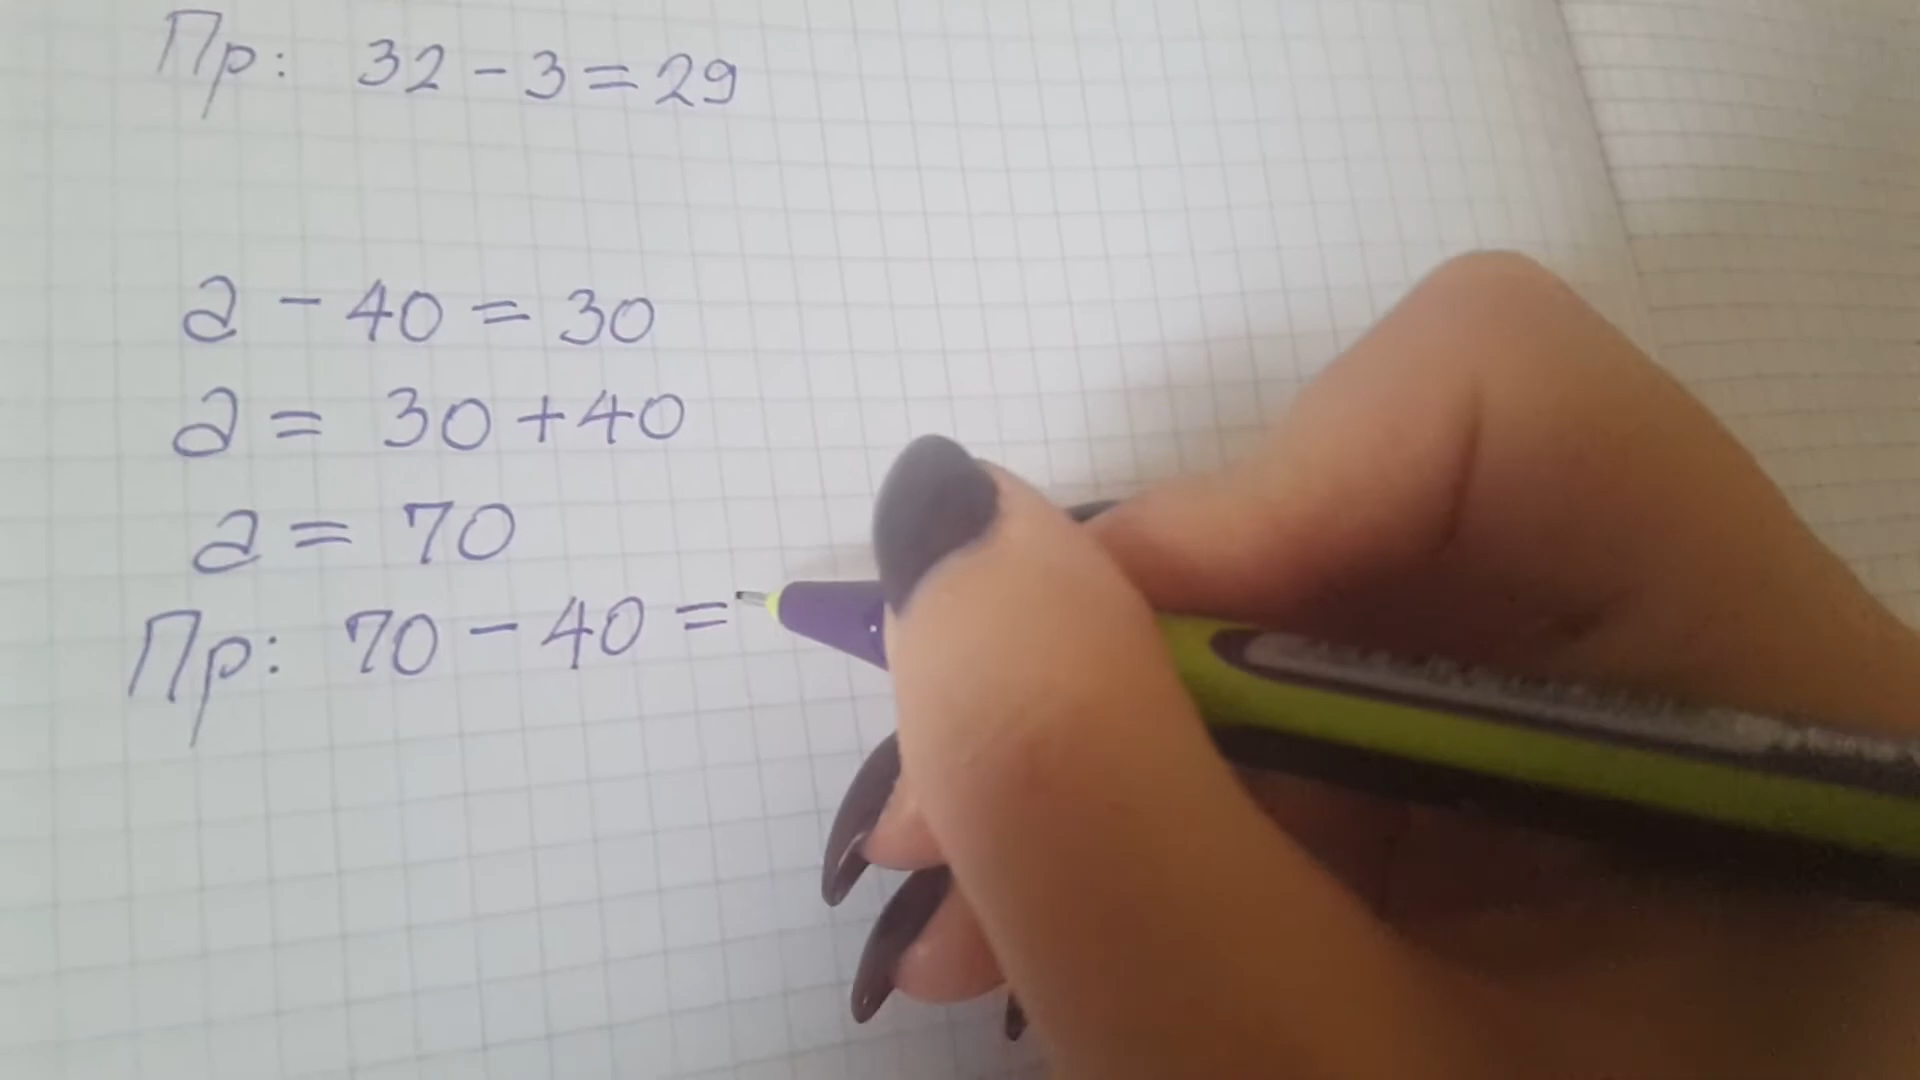 Пр: 32 - 3 = 29
a - 40 = 30
a = 30 + 40
a = 70
Пр: 70 - 40 =